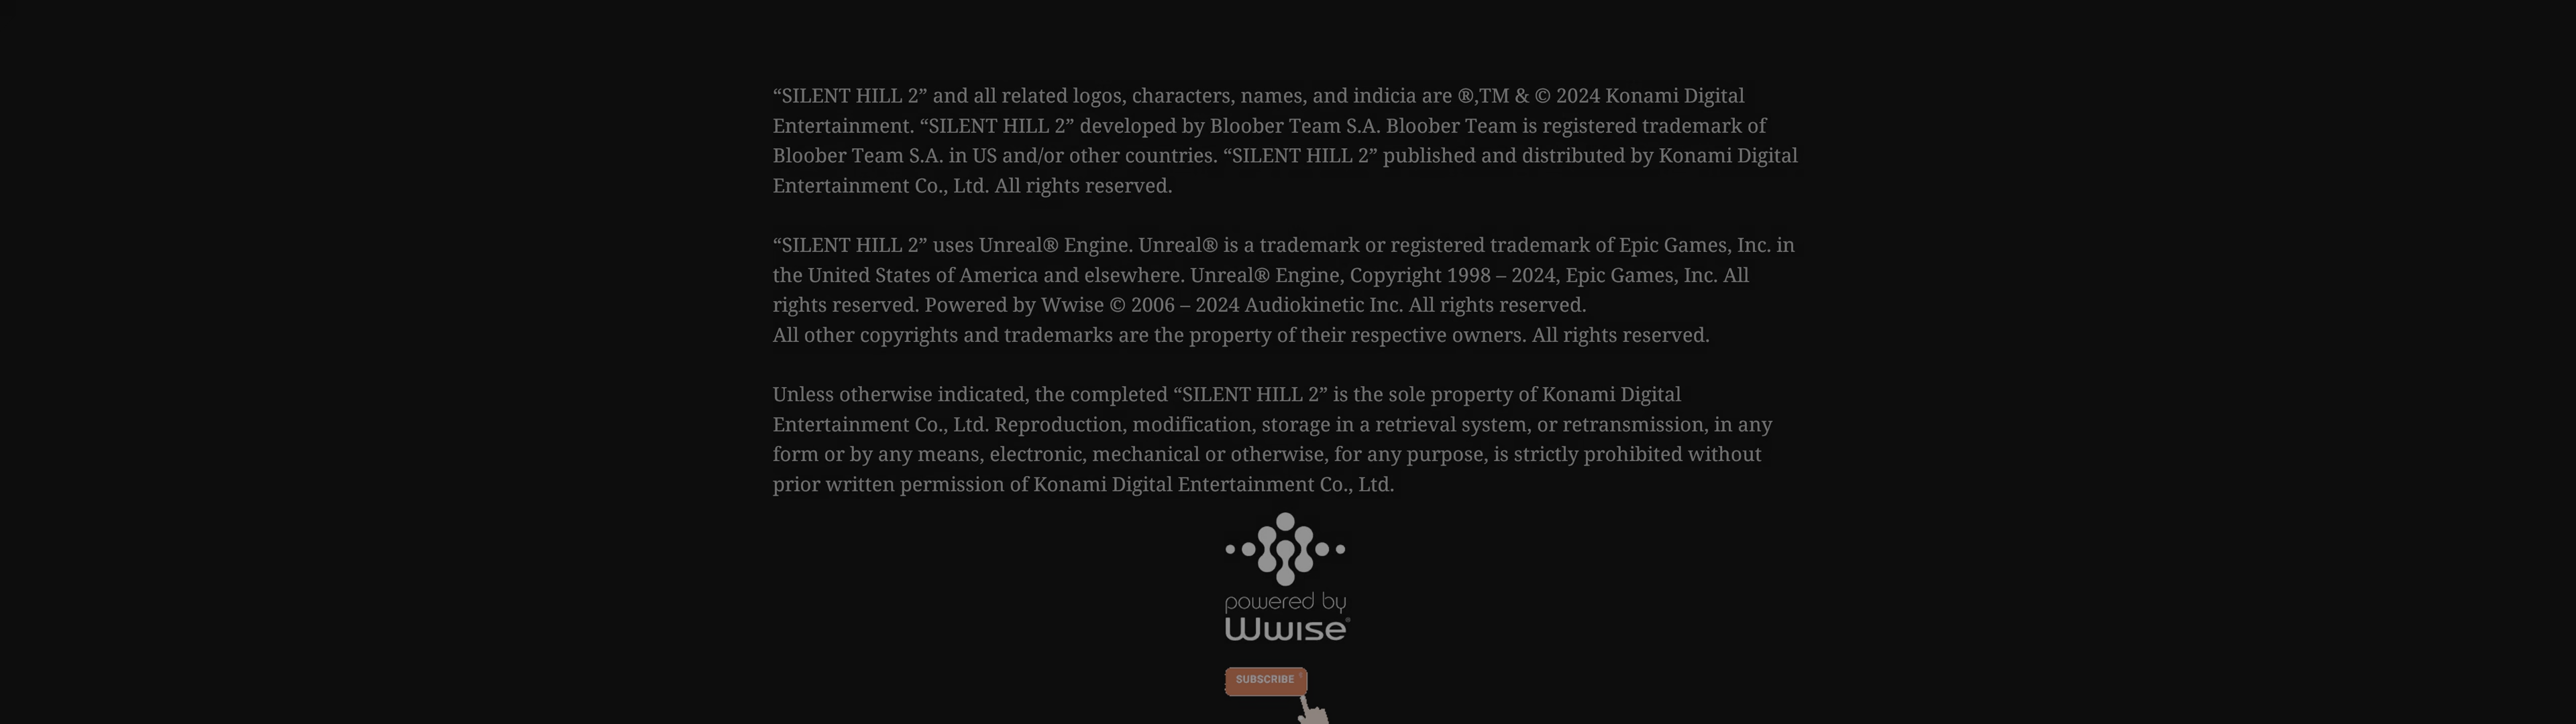 “SILENT HILL 2” and all related logos, characters, names, and indicia are ®,TM & © 2024 Konami Digital
Entertainment. “SILENT HILL 2” developed by Bloober Team S.A. Bloober Team is registered trademark of
Bloober Team S.A. in US and/or other countries. “SILENT HILL 2” published and distributed by Konami Digital
Entertainment Co., Ltd. All rights reserved.
“SILENT HILL 2” uses Unreal® Engine. Unreal® is a trademark or registered trademark of Epic Games, Inc. in
the United States of America and elsewhere. Unreal® Engine, Copyright 1998 – 2024, Epic Games, Inc. All
rights reserved. Powered by Wwise © 2006 – 2024 Audiokinetic Inc. All rights reserved.
All other copyrights and trademarks are the property of their respective owners. All rights reserved.
Unless otherwise indicated, the completed “SILENT HILL 2” is the sole property of Konami Digital
Entertainment Co., Ltd. Reproduction, modification, storage in a retrieval system, or retransmission, in any
form or by any means, electronic, mechanical or otherwise, for any purpose, is strictly prohibited without
prior written permission of Konami Digital Entertainment Co., Ltd.
powered by
Wwise®
SUBSCRIBE